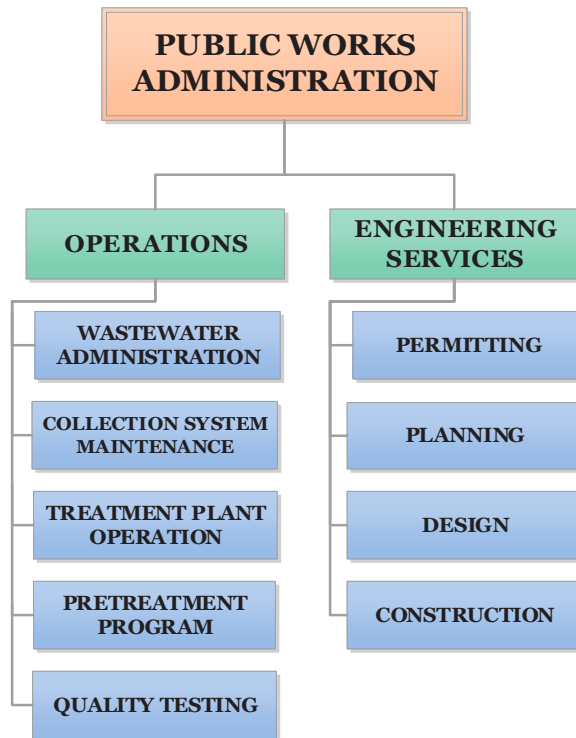 PUBLIC WORKS
ADMINISTRATION
OPERATIONS
WASTEWATER
ADMINISTRATION
COLLECTION SYSTEM
MAINTENANCE
TREATMENT PLANT
OPERATION
PRETREATMENT
PROGRAM
QUALITY TESTING
ENGINEERING
SERVICES
PERMITTING
PLANNING
DESIGN
CONSTRUCTION